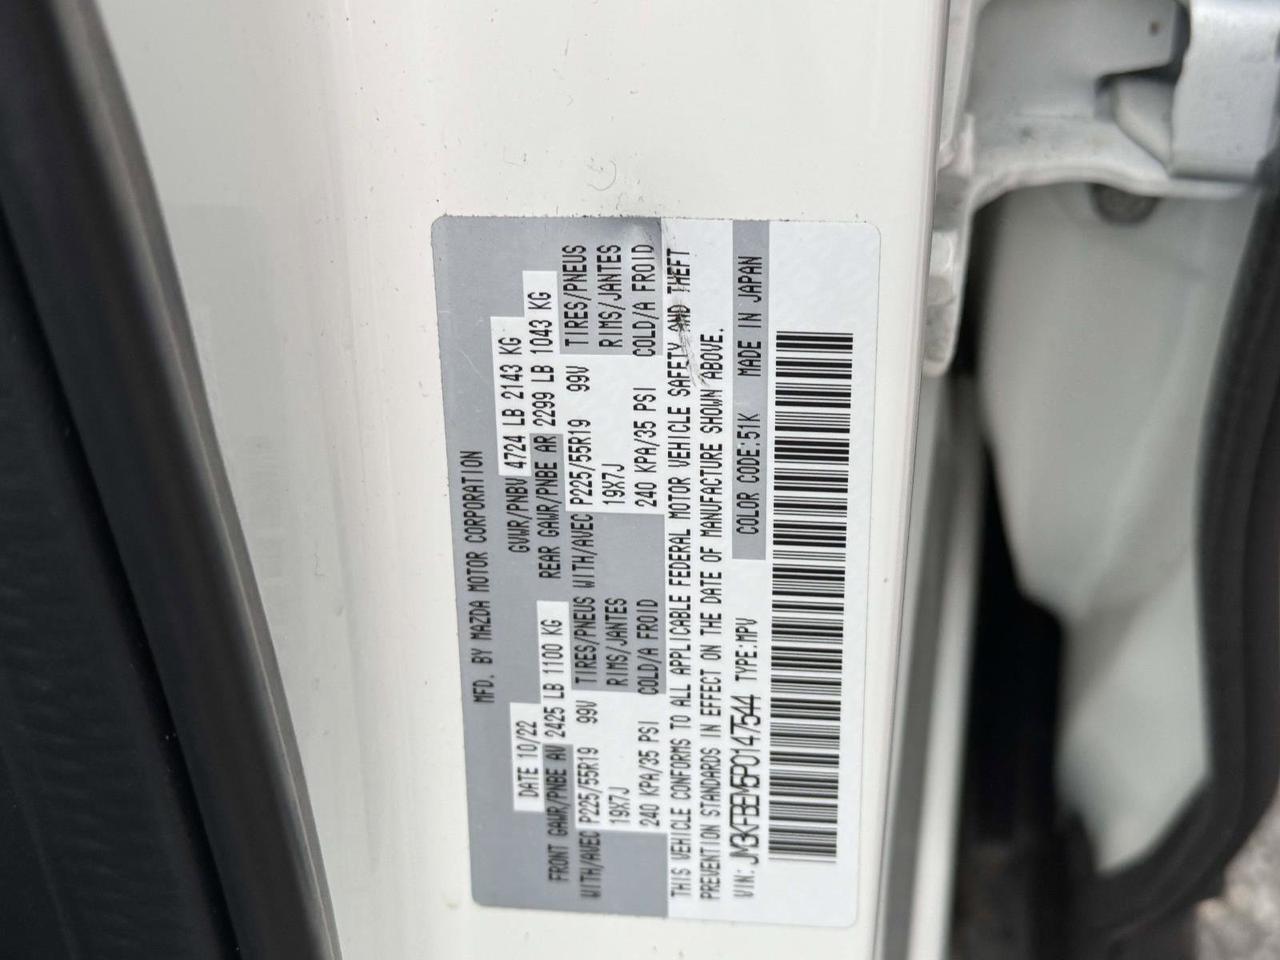 MFD. BY MAZDA MOTOR CORPORATION
DATE 10/22 GVWR/PNBV 4724 LB 2143 KG
FRONT GAWR/PNBE AV 2425 LB 1100 KG REAR GAWR/PNBE AR 2299 LB 1043 KG
WITH/AVEC P225/55R19 99V TIRES/PNEUS WITH/AVEC P225/55R19 99V TIRES/PNEUS
19X7J RIMS/JANTES 19X7J RIMS/JANTES
240 KPA/35 PSI COLD/A FROID 240 KPA/35 PSI COLD/A FROID
THIS VEHICLE CONFORMS TO ALL APPLICABLE FEDERAL MOTOR VEHICLE SAFETY AND THEFT
PREVENTION STANDARDS IN EFFECT ON THE DATE OF MANUFACTURE SHOWN ABOVE.
VIN: JM3KFBEM5P0147544 TYPE:MPV COLOR CODE:51K MADE IN JAPAN